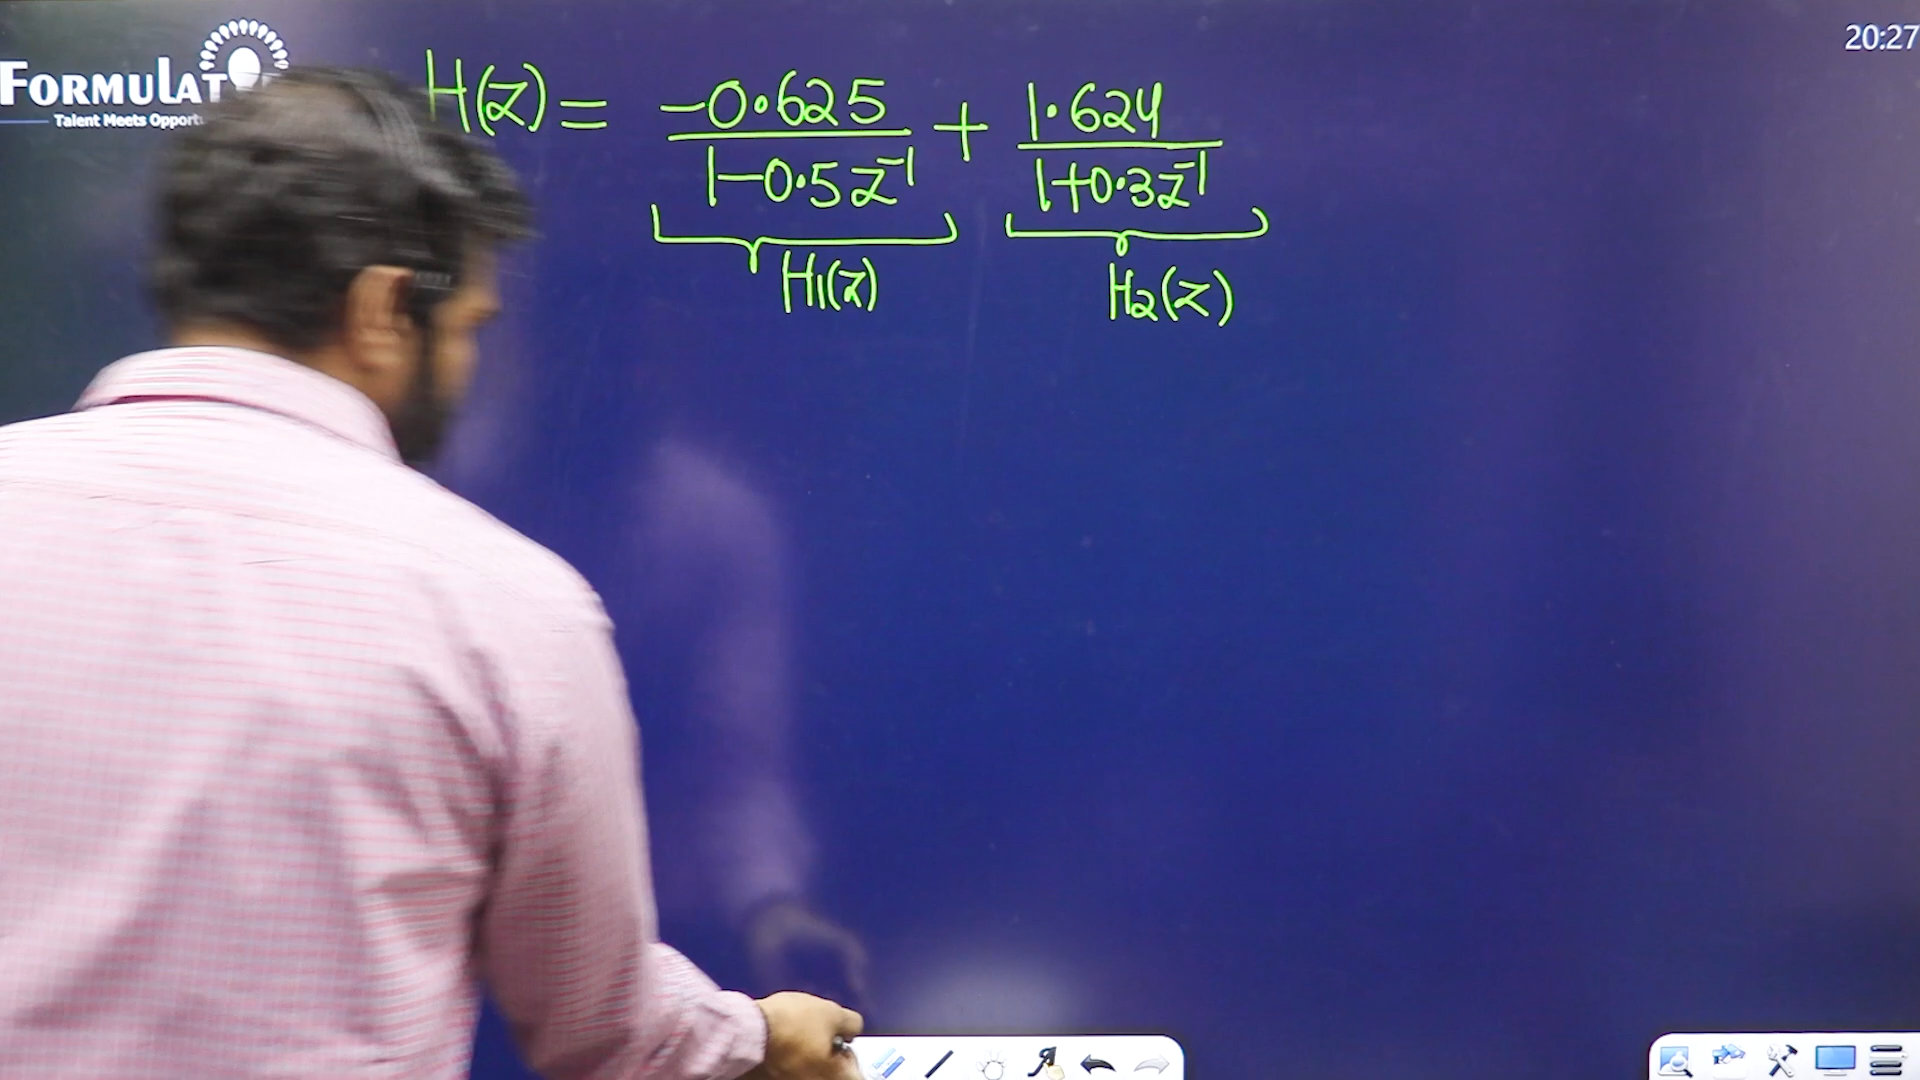 FORMULAT
Talent Meets Opport
20:27
H(z) = -0.625 / 1-0.5z⁻¹ + 1.624 / 1+0.3z⁻¹
H1(z) H2(z)